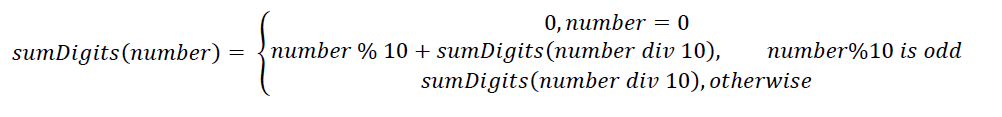 0, number = 0
sumDigits(number) = { number % 10 + sumDigits(number div 10), number%10 is odd
sumDigits(number div 10), otherwise